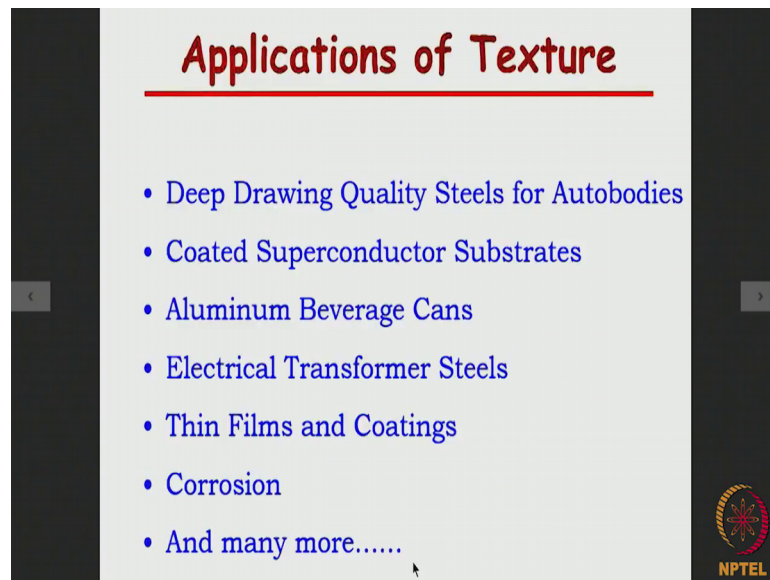 Applications of Texture
• Deep Drawing Quality Steels for Autobodies
• Coated Superconductor Substrates
• Aluminum Beverage Cans
• Electrical Transformer Steels
• Thin Films and Coatings
• Corrosion
• And many more......
NPTEL